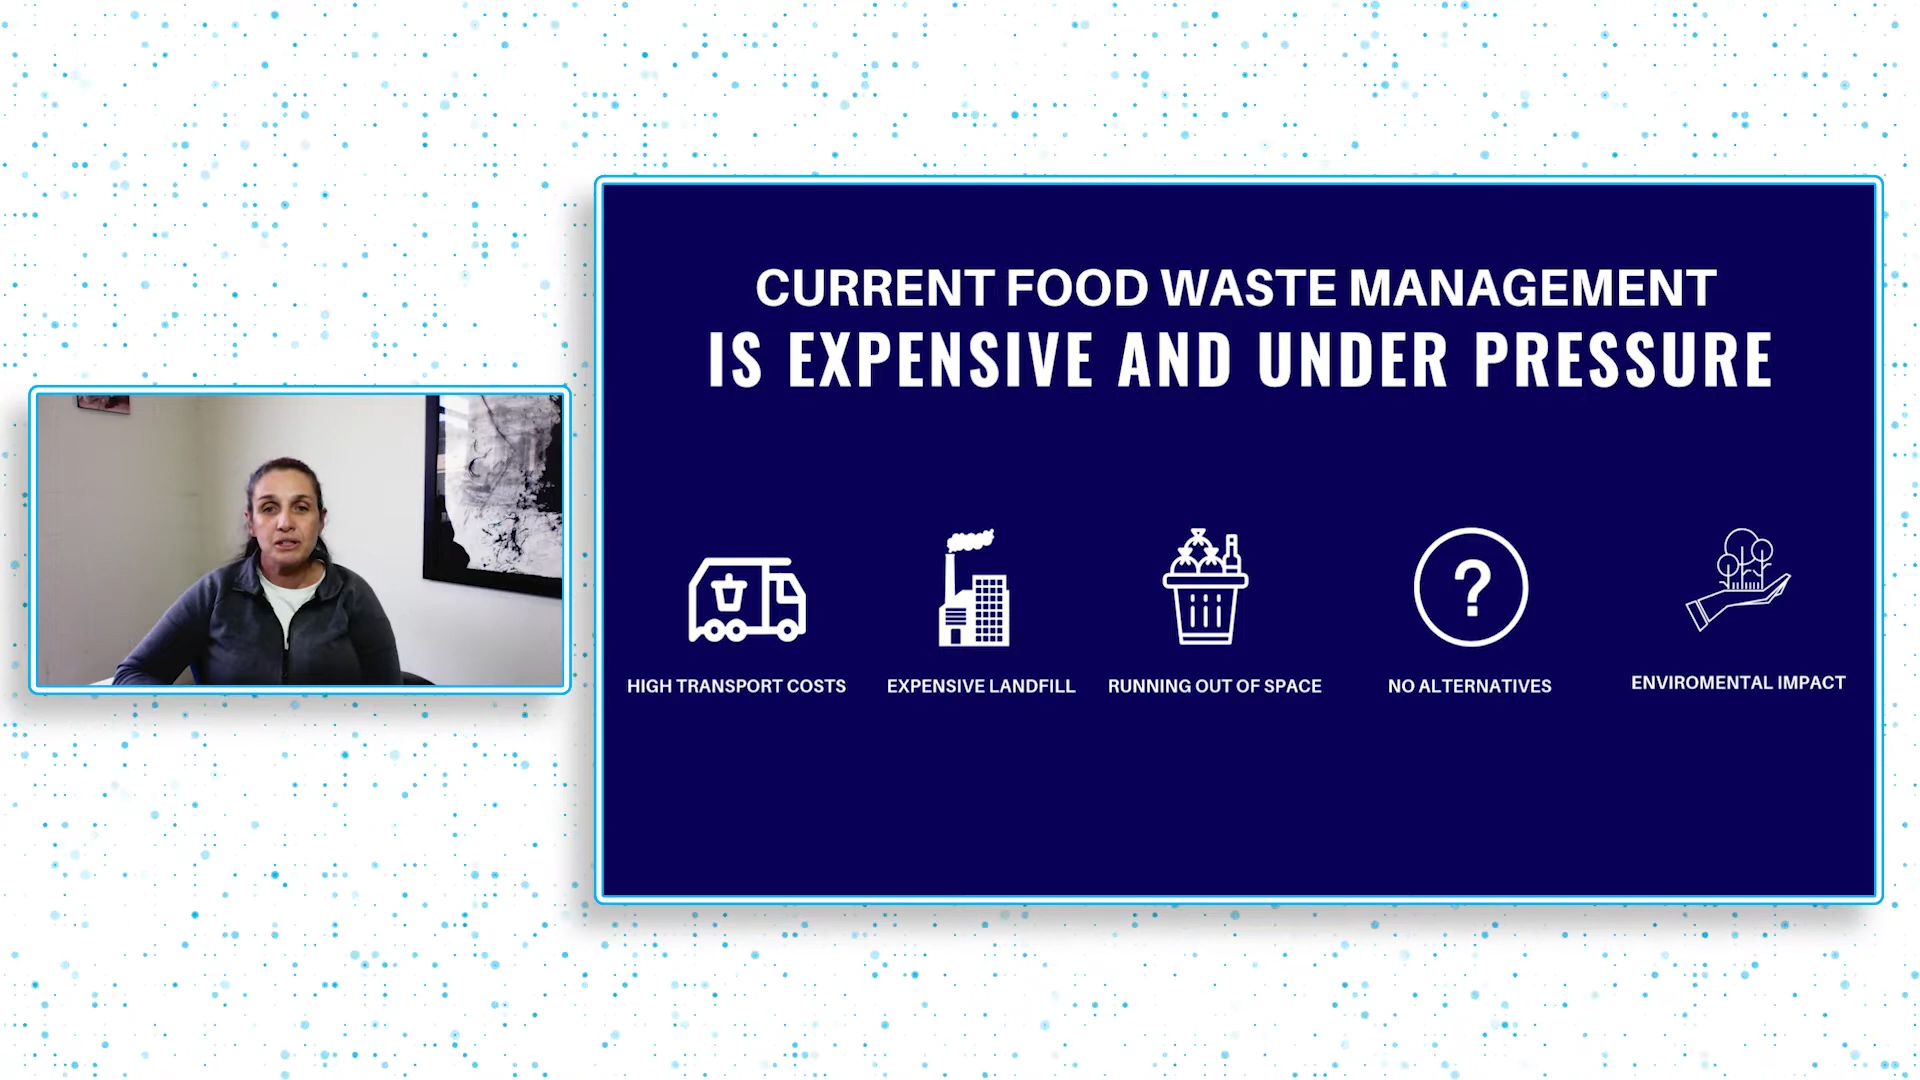 CURRENT FOOD WASTE MANAGEMENT
IS EXPENSIVE AND UNDER PRESSURE
?
HIGH TRANSPORT COSTS
EXPENSIVE LANDFILL
RUNNING OUT OF SPACE
NO ALTERNATIVES
ENVIROMENTAL IMPACT